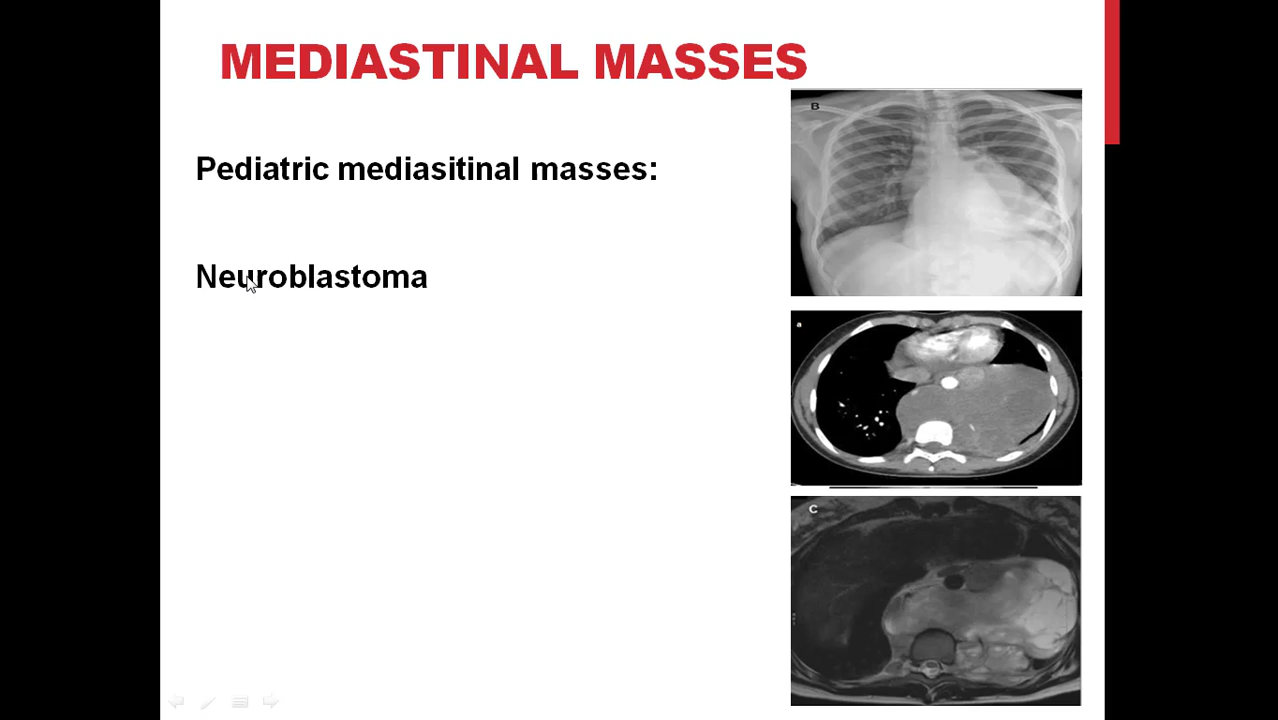 MEDIASTINAL MASSES
Pediatric mediasitinal masses:
Neuroblastoma
B
a
C